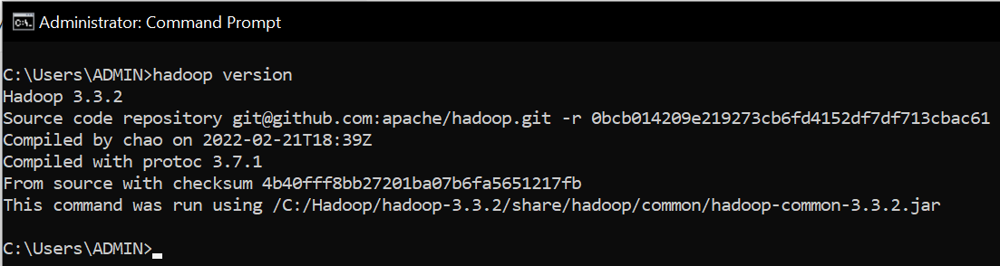 Administrator: Command Prompt
C:\Users\ADMIN>hadoop version
Hadoop 3.3.2
Source code repository git@github.com:apache/hadoop.git -r 0bcb014209e219273cb6fd4152df7df713cbac61
Compiled by chao on 2022-02-21T18:39Z
Compiled with protoc 3.7.1
From source with checksum 4b40fff8bb27201ba07b6fa5651217fb
This command was run using /C:/Hadoop/hadoop-3.3.2/share/hadoop/common/hadoop-common-3.3.2.jar
C:\Users\ADMIN>